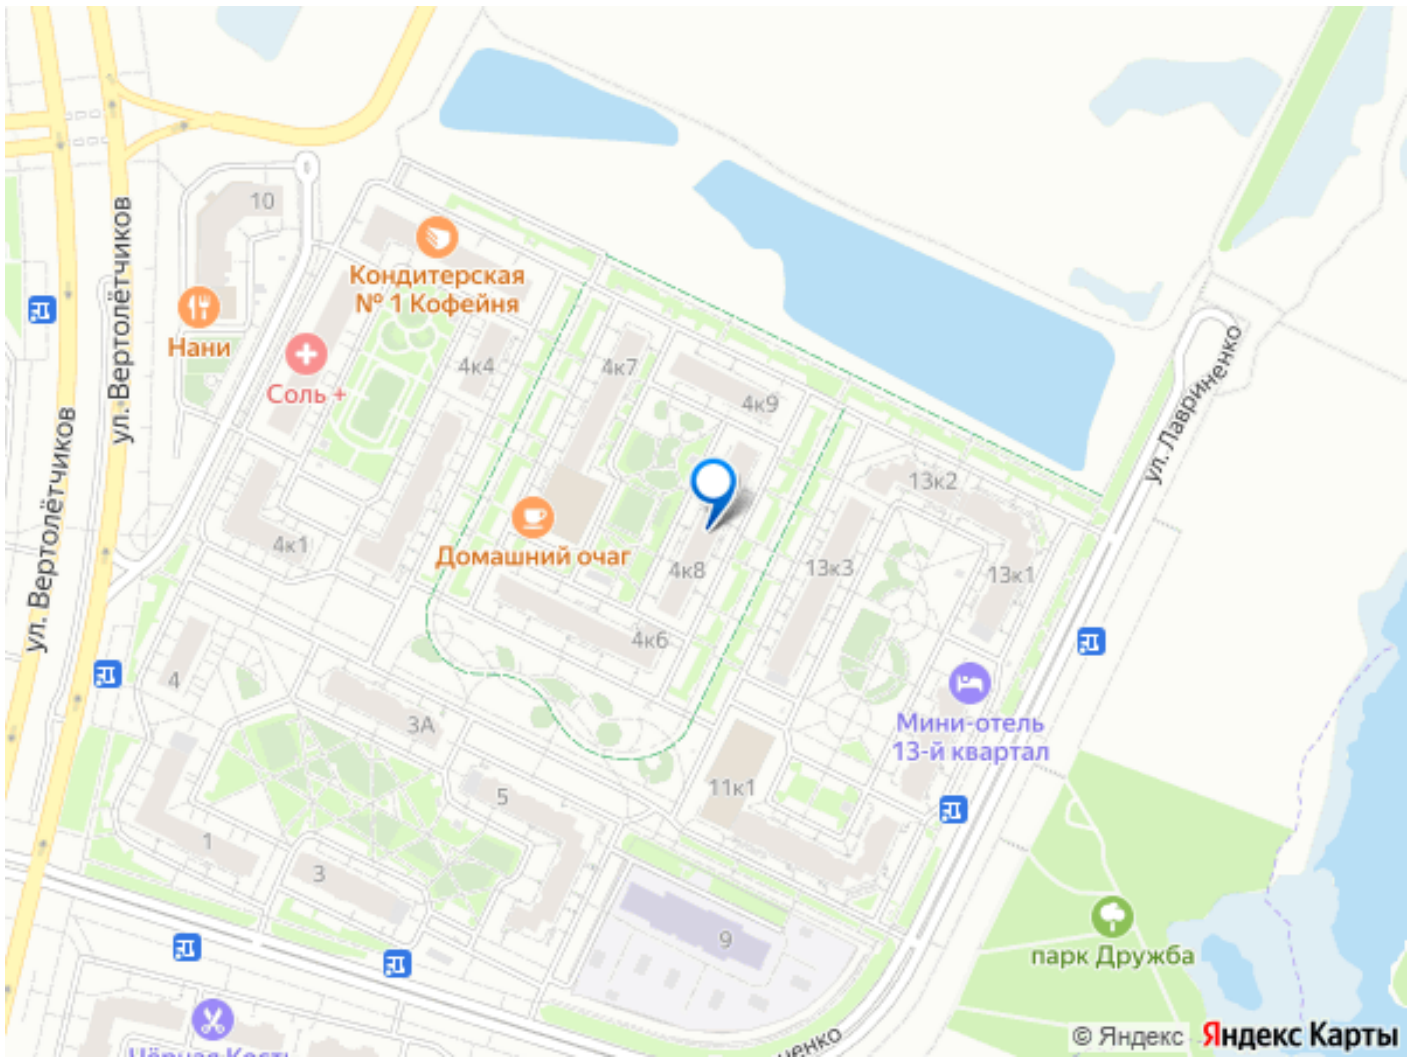 ул. Вертолётчиков
ул. Вертолётчиков
10
Кондитерская
№ 1 Кофейня
Нани
Соль +
4к4
4к7
4к9
ул. Лавриненко
13к2
4к1
Домашний очаг
4к8
13к3
13к1
4к6
4
3А
Мини-отель
13-й квартал
5
11к1
1
3
9
парк Дружба
Чёрная Кость
© Яндекс
Яндекс Карты